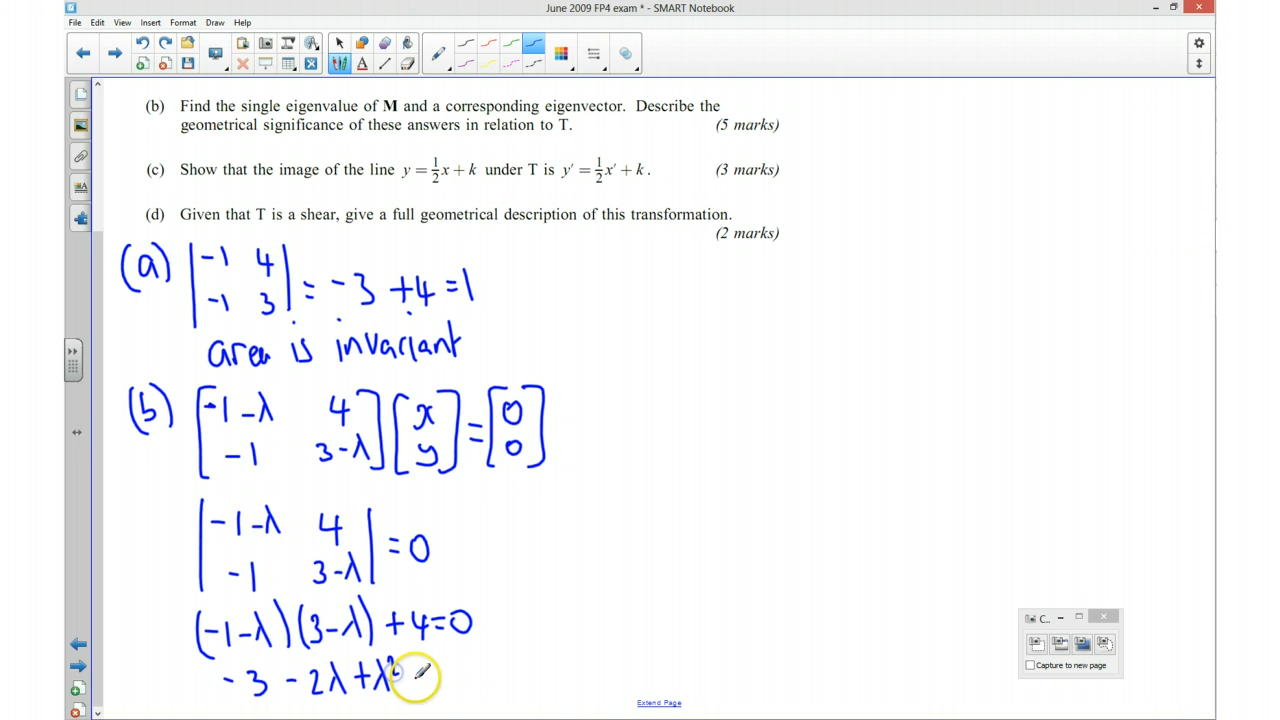 June 2009 FP4 exam * - SMART Notebook
File Edit View Insert Format Draw Help
(b) Find the single eigenvalue of M and a corresponding eigenvector. Describe the
geometrical significance of these answers in relation to T. (5 marks)
(c) Show that the image of the line y = 1/2 x + k under T is y′ = 1/2 x′ + k. (3 marks)
(d) Given that T is a shear, give a full geometrical description of this transformation.
(2 marks)
(a) | -1 4 |
| -1 3 | = -3 + 4 = 1
area is invariant
(b) [ -1-λ 4 ] [ x ] = [ 0 ]
[ -1 3-λ ] [ y ] [ 0 ]
| -1-λ 4 |
| -1 3-λ | = 0
(-1-λ)(3-λ) + 4 = 0
-3 - 2λ + λ²
C...
Capture to new page
Extend Page